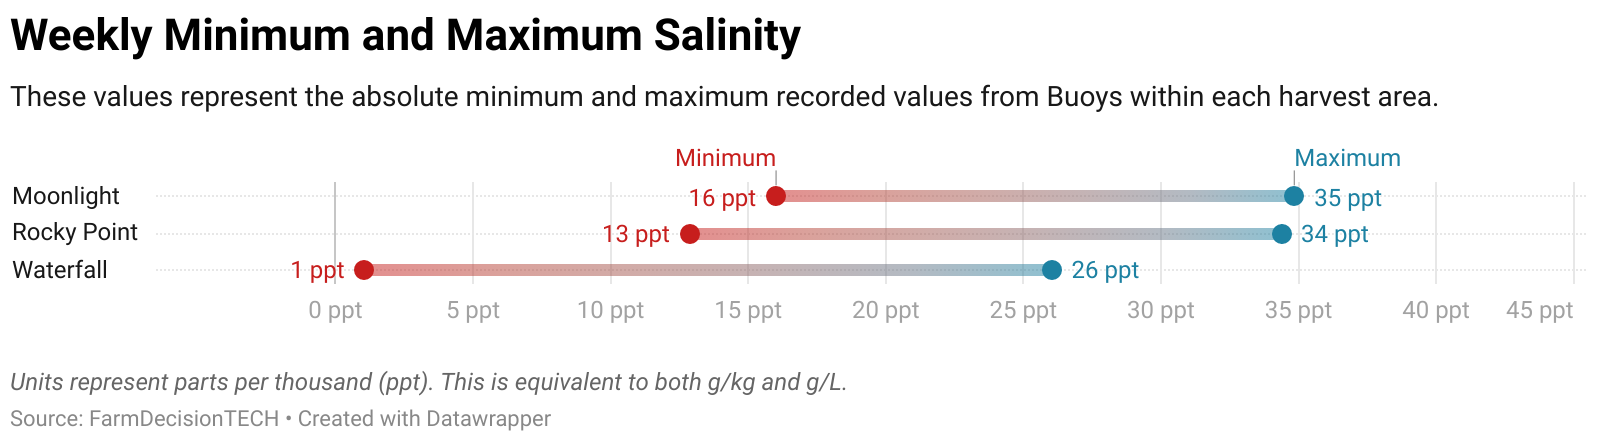 Weekly Minimum and Maximum Salinity
These values represent the absolute minimum and maximum recorded values from Buoys within each harvest area.
Minimum Maximum
Moonlight 16 ppt 35 ppt
Rocky Point 13 ppt 34 ppt
Waterfall 1 ppt 26 ppt
0 ppt 5 ppt 10 ppt 15 ppt 20 ppt 25 ppt 30 ppt 35 ppt 40 ppt 45 ppt
Units represent parts per thousand (ppt). This is equivalent to both g/kg and g/L.
Source: FarmDecisionTECH • Created with Datawrapper